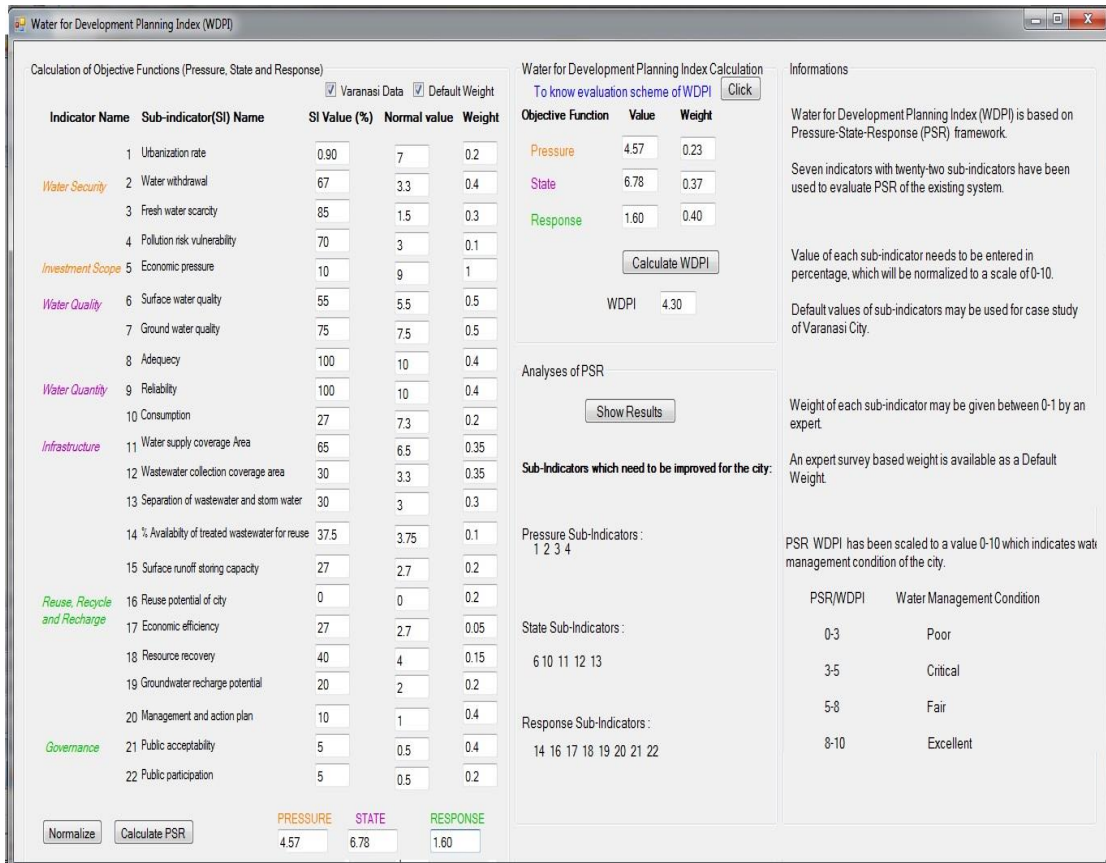 Water for Development Planning Index (WDPI)
Calculation of Objective Functions (Pressure, State and Response)
Varanasi Data Default Weight
Indicator Name Sub-indicator(SI) Name SI Value (%) Normal value Weight
1 Urbanization rate 0.90 7 0.2
Water Security 2 Water withdrawal 67 3.3 0.4
3 Fresh water scarcity 85 1.5 0.3
4 Pollution risk vulnerability 70 3 0.1
Investment Scope 5 Economic pressure 10 9 1
Water Quality 6 Surface water quality 55 5.5 0.5
7 Ground water quality 75 7.5 0.5
8 Adequecy 100 10 0.4
Water Quantity 9 Reliability 100 10 0.4
10 Consumption 27 7.3 0.2
Infrastructure 11 Water supply coverage Area 65 6.5 0.35
12 Wastewater collection coverage area 30 3.3 0.35
13 Separation of wastewater and storm water 30 3 0.3
14 % Availabilty of treated wastewater for reuse 37.5 3.75 0.1
15 Surface runoff storing capacity 27 2.7 0.2
Reuse, Recycle
and Recharge
16 Reuse potential of city 0 0 0.2
17 Economic efficiency 27 2.7 0.05
18 Resource recovery 40 4 0.15
19 Groundwater recharge potential 20 2 0.2
20 Management and action plan 10 1 0.4
Governance 21 Public acceptability 5 0.5 0.4
22 Public participation 5 0.5 0.2
PRESSURE STATE RESPONSE
Normalize Calculate PSR 4.57 6.78 1.60
Water for Development Planning Index Calculation
To know evaluation scheme of WDPI Click
Objective Function Value Weight
Pressure 4.57 0.23
State 6.78 0.37
Response 1.60 0.40
Calculate WDPI
WDPI 4.30
Analyses of PSR
Show Results
Sub-Indicators which need to be improved for the city:
Pressure Sub-Indicators :
1 2 3 4
State Sub-Indicators :
6 10 11 12 13
Response Sub-Indicators :
14 16 17 18 19 20 21 22
Informations
Water for Development Planning Index (WDPI) is based on
Pressure-State-Response (PSR) framework.
Seven indicators with twenty-two sub-indicators have been
used to evaluate PSR of the existing system.
Value of each sub-indicator needs to be entered in
percentage, which will be normalized to a scale of 0-10.
Default values of sub-indicators may be used for case study
of Varanasi City.
Weight of each sub-indicator may be given between 0-1 by an
expert.
An expert survey based weight is available as a Default
Weight.
PSR WDPI has been scaled to a value 0-10 which indicates wate
management condition of the city.
PSR/WDPI Water Management Condition
0-3 Poor
3-5 Critical
5-8 Fair
8-10 Excellent